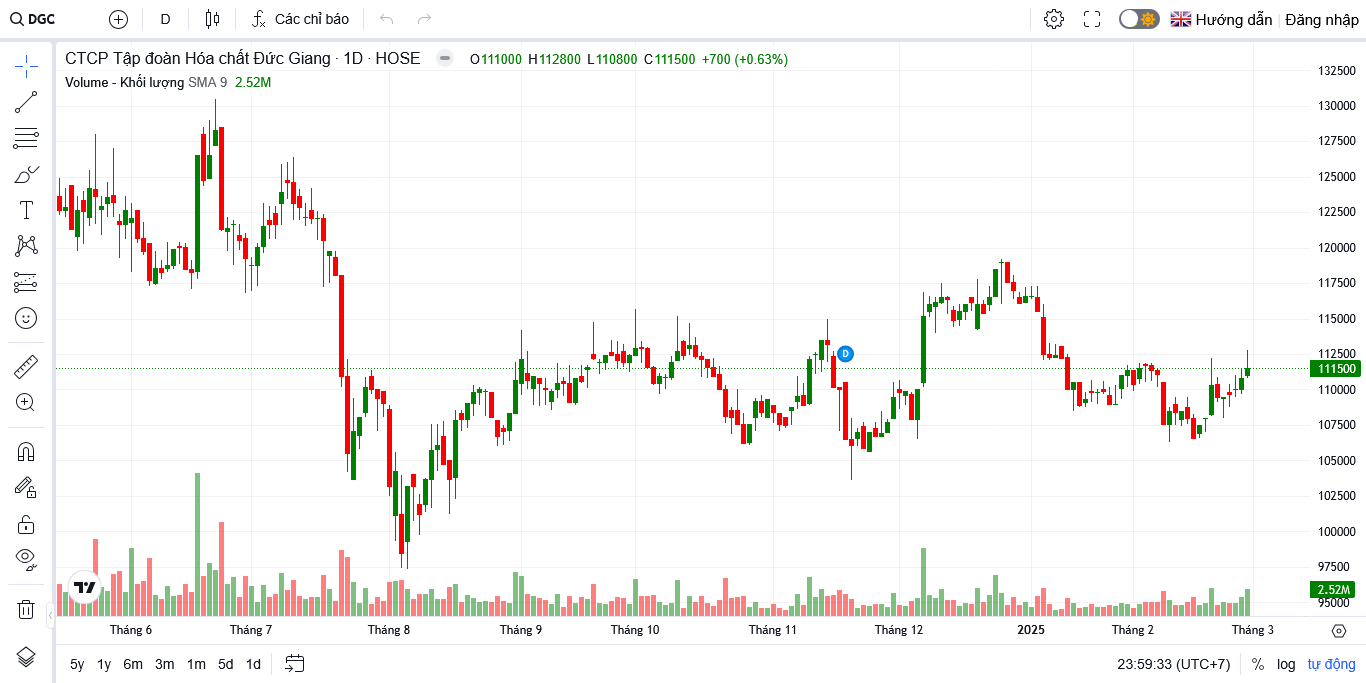 DGC D Các chỉ báo Hướng dẫn Đăng nhập
CTCP Tập đoàn Hóa chất Đức Giang · 1D · HOSE O111000 H112800 L110800 C111500 +700 (+0.63%)
Volume - Khối lượng SMA 9 2.52M
132500
130000
127500
125000
122500
120000
117500
115000
D
112500
111500
110000
107500
105000
102500
100000
97500
2.52M
95000
Tháng 6 Tháng 7 Tháng 8 Tháng 9 Tháng 10 Tháng 11 Tháng 12 2025 Tháng 2 Tháng 3
5y 1y 6m 3m 1m 5d 1d 23:59:33 (UTC+7) % log tự động